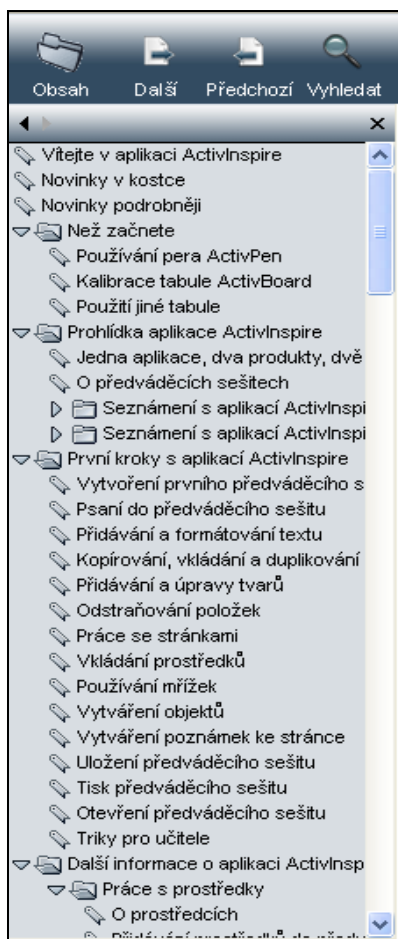 Obsah Další Předchozí Vyhledat
Vítejte v aplikaci ActivInspire
Novinky v kostce
Novinky podrobněji
Než začnete
Používání pera ActivPen
Kalibrace tabule ActivBoard
Použití jiné tabule
Prohlídka aplikace ActivInspire
Jedna aplikace, dva produkty, dvě
O předváděcích sešitech
Seznámení s aplikací ActivInspi
Seznámení s aplikací ActivInspi
První kroky s aplikací ActivInspire
Vytvoření prvního předváděcího s
Psaní do předváděcího sešitu
Přidávání a formátování textu
Kopírování, vkládání a duplikování
Přidávání a úpravy tvarů
Odstraňování položek
Práce se stránkami
Vkládání prostředků
Používání mřížek
Vytváření objektů
Vytváření poznámek ke stránce
Uložení předváděcího sešitu
Tisk předváděcího sešitu
Otevření předváděcího sešitu
Triky pro učitele
Další informace o aplikaci ActivInsp
Práce s prostředky
O prostředcích